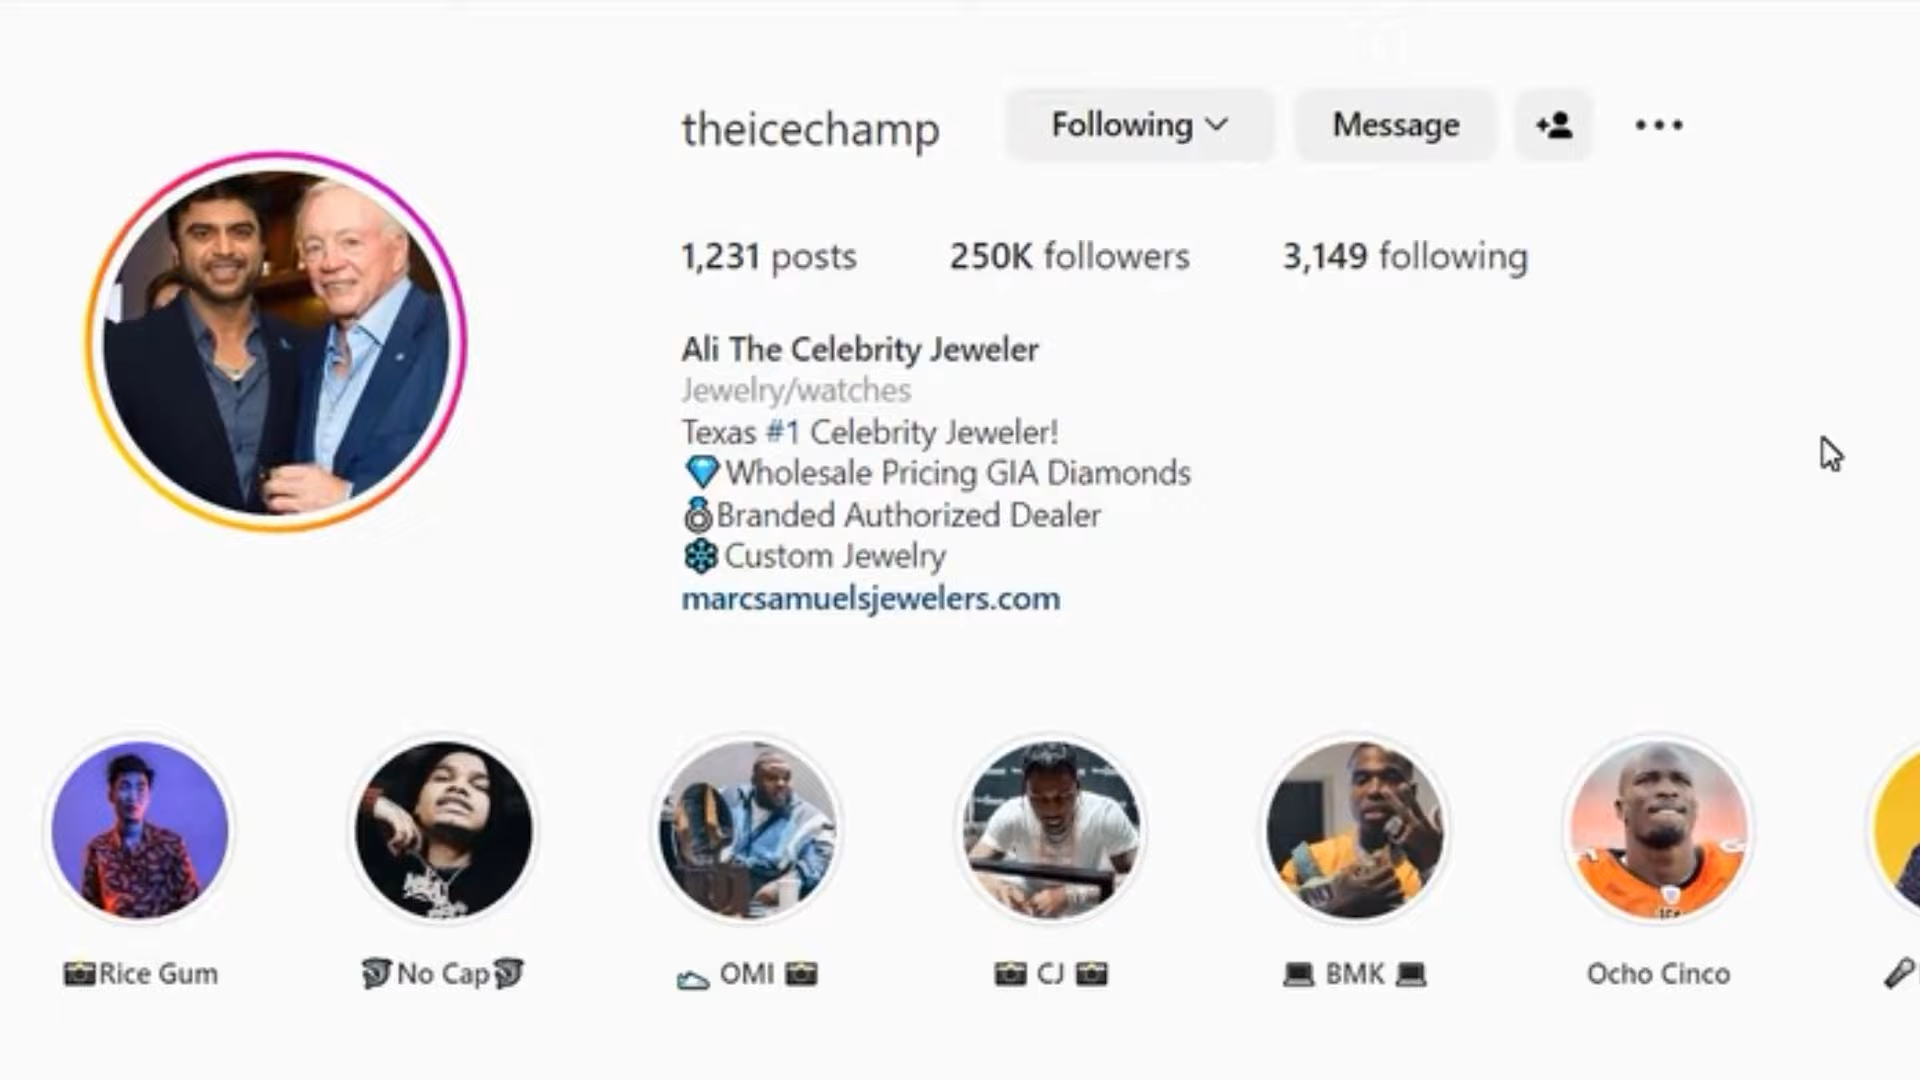 theicechamp Following Message
1,231 posts 250K followers 3,149 following
Ali The Celebrity Jeweler
Jewelry/watches
Texas #1 Celebrity Jeweler!
💎Wholesale Pricing GIA Diamonds
💍Branded Authorized Dealer
Custom Jewelry
marcsamuelsjewelers.com
📸Rice Gum No Cap OMI 📸 📸 CJ 📸 💻 BMK 💻 Ocho Cinco